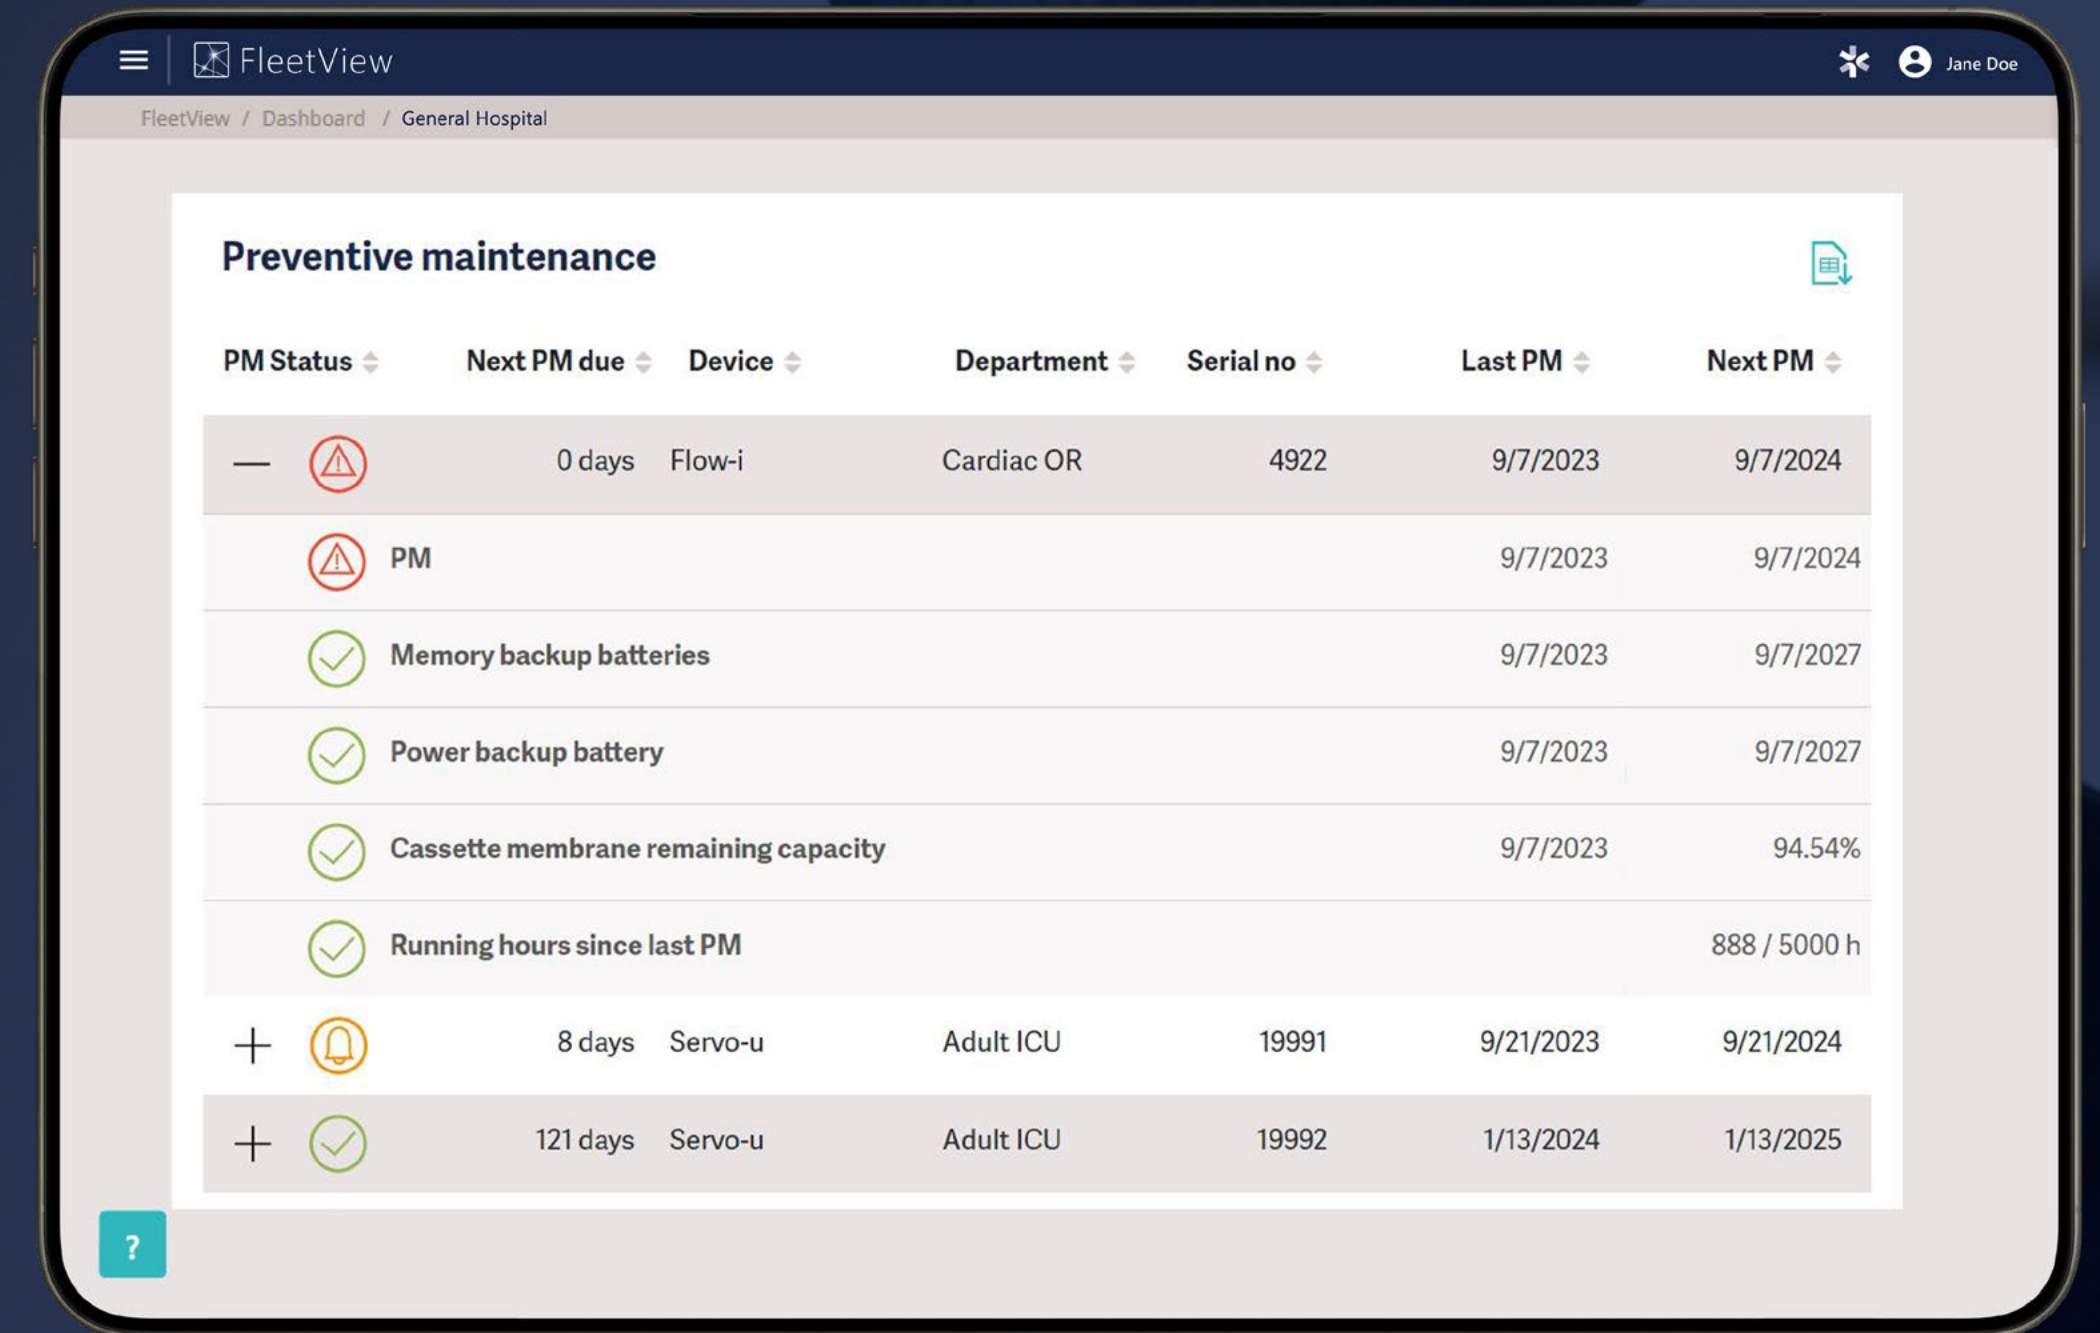 FleetView
Jane Doe
FleetView / Dashboard / General Hospital
Preventive maintenance
PM Status Next PM due Device Department Serial no Last PM Next PM
0 days Flow-i Cardiac OR 4922 9/7/2023 9/7/2024
PM 9/7/2023 9/7/2024
Memory backup batteries 9/7/2023 9/7/2027
Power backup battery 9/7/2023 9/7/2027
Cassette membrane remaining capacity 9/7/2023 94.54%
Running hours since last PM 888 / 5000 h
8 days Servo-u Adult ICU 19991 9/21/2023 9/21/2024
121 days Servo-u Adult ICU 19992 1/13/2024 1/13/2025
?